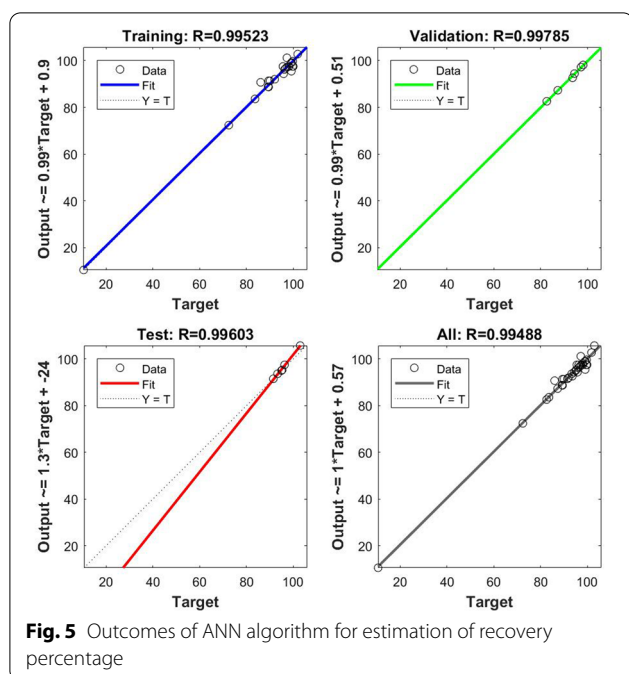 Training: R=0.99523
Output ~= 0.99*Target + 0.9
100
80
60
40
20
Data
Fit
Y = T
20 40 60 80 100
Target
Validation: R=0.99785
Output ~= 0.99*Target + 0.51
100
80
60
40
20
Data
Fit
Y = T
20 40 60 80 100
Target
Test: R=0.99603
Output ~= 1.3*Target + -24
100
80
60
40
20
Data
Fit
Y = T
20 40 60 80 100
Target
All: R=0.99488
Output ~= 1*Target + 0.57
100
80
60
40
20
Data
Fit
Y = T
20 40 60 80 100
Target
Fig. 5 Outcomes of ANN algorithm for estimation of recovery
percentage